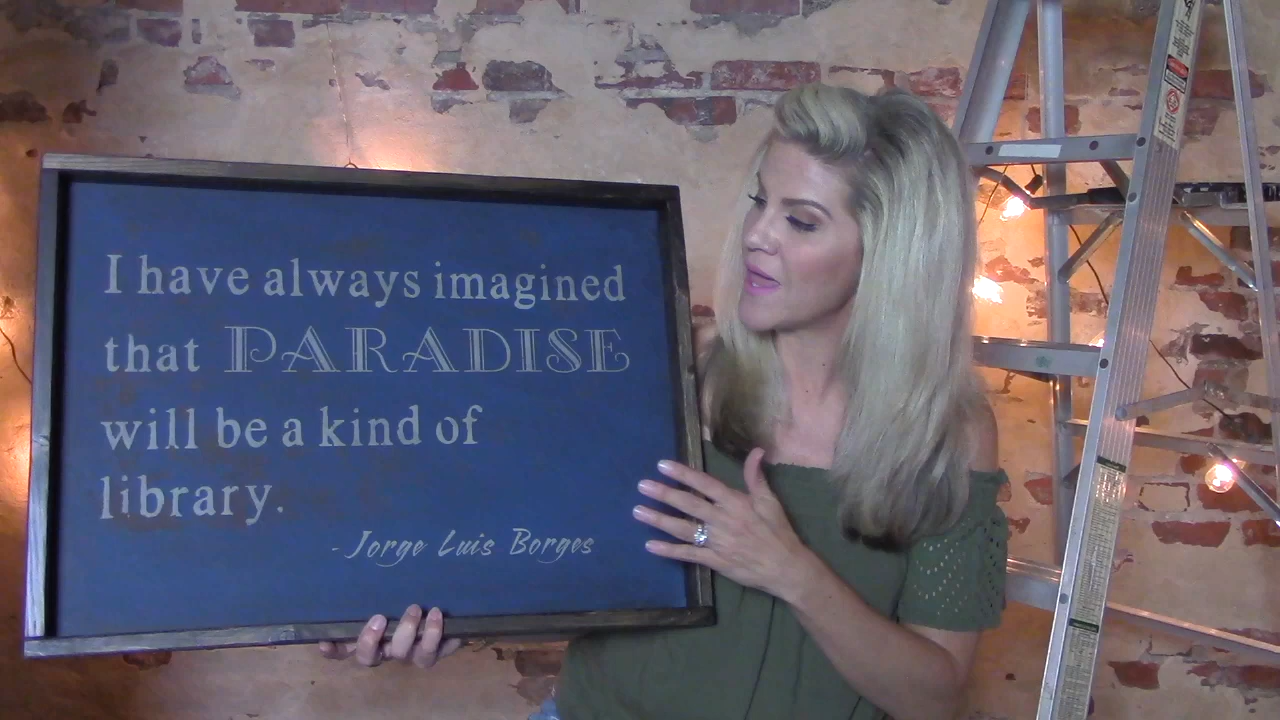 I have always imagined
that PARADISE
will be a kind of
library.
- Jorge Luis Borges